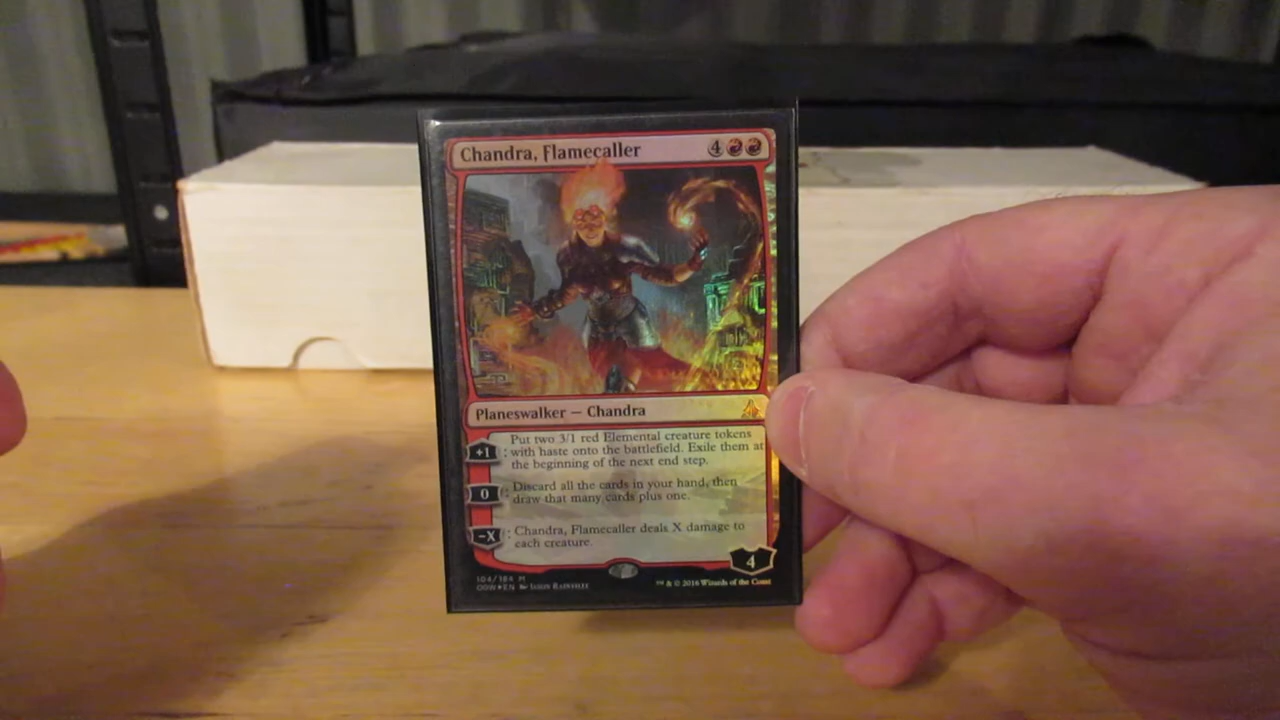 Chandra, Flamecaller 4
Planeswalker — Chandra
+1 : Put two 3/1 red Elemental creature tokens
with haste onto the battlefield. Exile them at
the beginning of the next end step.
0 : Discard all the cards in your hand, then
draw that many cards plus one.
-X : Chandra, Flamecaller deals X damage to
each creature.
4
104/184 M
OGW EN Jason Rainville
™ & © 2016 Wizards of the Coast